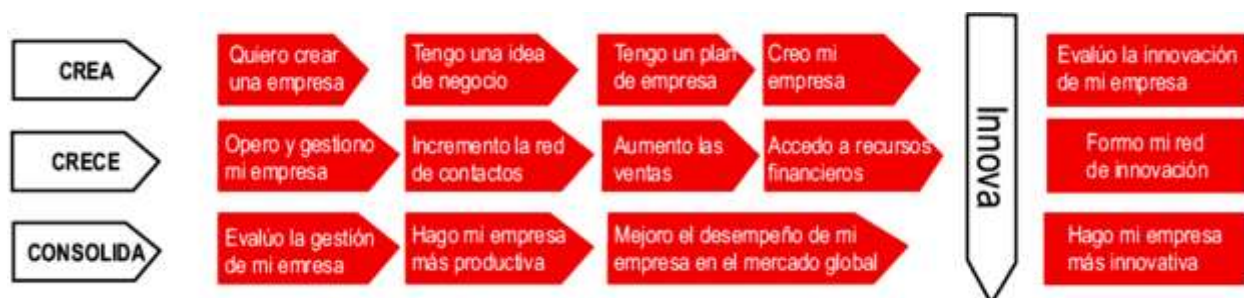 CREA
Quiero crear
una empresa
Tengo una idea
de negocio
Tengo un plan
de empresa
Creo mi
empresa
Evalúo la innovación
de mi empresa
CRECE
Opero y gestiono
mi empresa
Incremento la red
de contactos
Aumento las
ventas
Accedo a recursos
financieros
Formo mi red
de innovación
CONSOLIDA
Evalúo la gestión
de mi emresa
Hago mi empresa
más productiva
Mejoro el desempeño de mi
empresa en el mercado global
Hago mi empresa
más innovativa
Innova